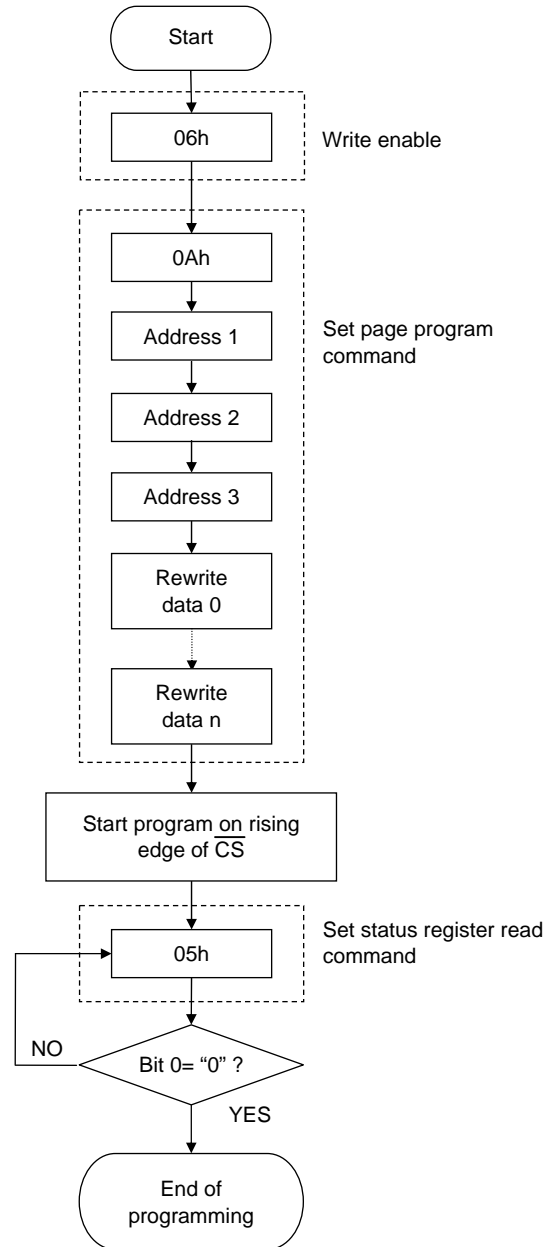 Start
06h
Write enable
0Ah
Address 1
Set page program
command
Address 2
Address 3
Rewrite
data 0
Rewrite
data n
Start program on rising
edge of C̅S̅
Set status register read
command
05h
NO
Bit 0= “0” ?
YES
End of
programming